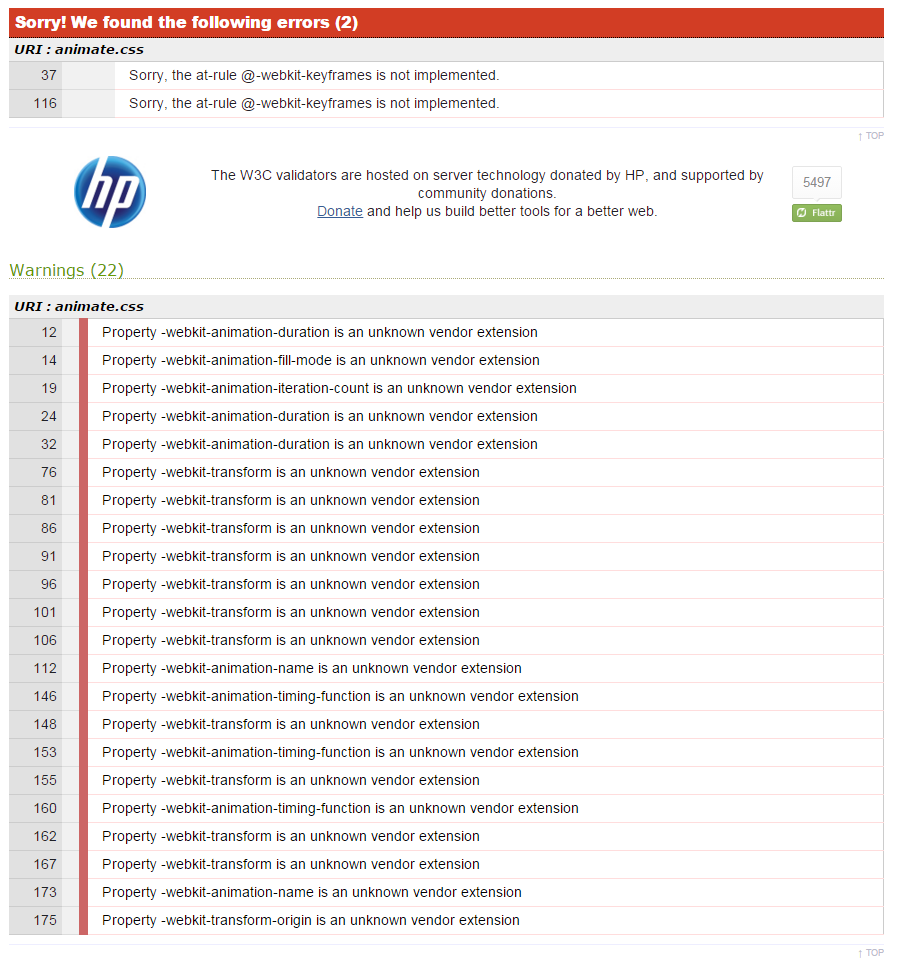 Sorry! We found the following errors (2)
URI : animate.css
37 Sorry, the at-rule @-webkit-keyframes is not implemented.
116 Sorry, the at-rule @-webkit-keyframes is not implemented.
↑ TOP
hp
The W3C validators are hosted on server technology donated by HP, and supported by
community donations.
Donate and help us build better tools for a better web.
5497
Flattr
Warnings (22)
URI : animate.css
12 Property -webkit-animation-duration is an unknown vendor extension
14 Property -webkit-animation-fill-mode is an unknown vendor extension
19 Property -webkit-animation-iteration-count is an unknown vendor extension
24 Property -webkit-animation-duration is an unknown vendor extension
32 Property -webkit-animation-duration is an unknown vendor extension
76 Property -webkit-transform is an unknown vendor extension
81 Property -webkit-transform is an unknown vendor extension
86 Property -webkit-transform is an unknown vendor extension
91 Property -webkit-transform is an unknown vendor extension
96 Property -webkit-transform is an unknown vendor extension
101 Property -webkit-transform is an unknown vendor extension
106 Property -webkit-transform is an unknown vendor extension
112 Property -webkit-animation-name is an unknown vendor extension
146 Property -webkit-animation-timing-function is an unknown vendor extension
148 Property -webkit-transform is an unknown vendor extension
153 Property -webkit-animation-timing-function is an unknown vendor extension
155 Property -webkit-transform is an unknown vendor extension
160 Property -webkit-animation-timing-function is an unknown vendor extension
162 Property -webkit-transform is an unknown vendor extension
167 Property -webkit-transform is an unknown vendor extension
173 Property -webkit-animation-name is an unknown vendor extension
175 Property -webkit-transform-origin is an unknown vendor extension
↑ TOP